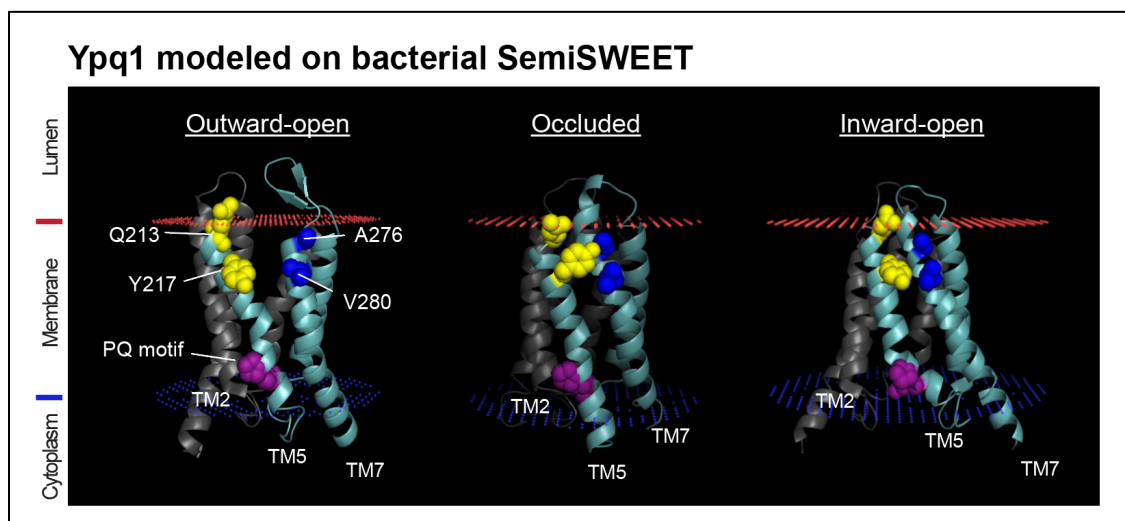 Ypq1 modeled on bacterial SemiSWEET
Lumen
Membrane
Cytoplasm
Outward-open
Q213
A276
Y217
V280
PQ motif
TM2
TM5
TM7
Occluded
TM2
TM7
TM5
Inward-open
TM2
TM5
TM7